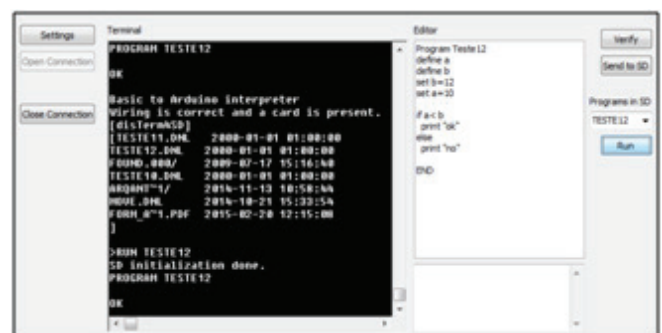 Settings
Open Connection
Close Connection
Terminal
PROGRAM TESTE12
OK
Basic to Arduino interpreter
Wiring is correct and a card is present.
[disTermASD]
[TESTE11.DNL 2000-01-01 01:00:00
TESTE12.DNL 2000-01-01 01:00:00
FOUND.000/ 2009-07-17 15:16:40
TESTE10.DNL 2000-01-01 01:00:00
ARQANT~1/ 2014-11-13 10:58:44
MOVE.DNL 2014-10-21 15:33:54
FORM_A~1.PDF 2015-02-20 12:15:08
]
>RUN TESTE12
SD initialization done.
PROGRAM TESTE12
OK
Editor
Program Teste12
define a
define b
set b=12
set a=10
if a< b
print "ok"
else
print "no"
END
Verify
Send to SD
Programs in SD
TESTE12
Run